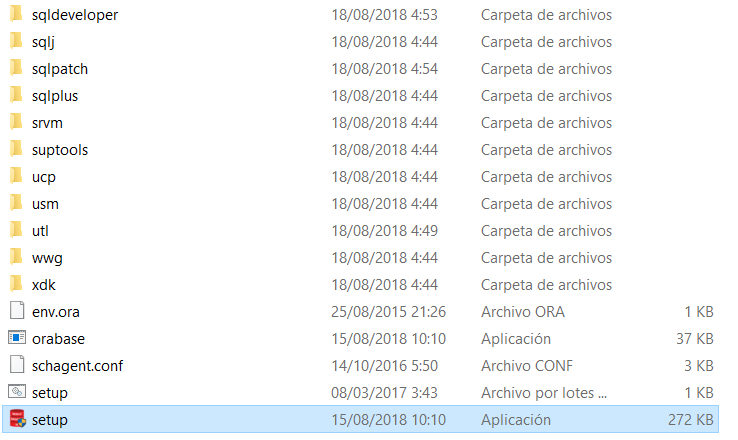 sqldeveloper 18/08/2018 4:53 Carpeta de archivos
sqlj 18/08/2018 4:44 Carpeta de archivos
sqlpatch 18/08/2018 4:54 Carpeta de archivos
sqlplus 18/08/2018 4:44 Carpeta de archivos
srvm 18/08/2018 4:44 Carpeta de archivos
suptools 18/08/2018 4:44 Carpeta de archivos
ucp 18/08/2018 4:44 Carpeta de archivos
usm 18/08/2018 4:44 Carpeta de archivos
utl 18/08/2018 4:49 Carpeta de archivos
wwg 18/08/2018 4:44 Carpeta de archivos
xdk 18/08/2018 4:44 Carpeta de archivos
env.ora 25/08/2015 21:26 Archivo ORA 1 KB
orabase 15/08/2018 10:10 Aplicación 37 KB
schagent.conf 14/10/2016 5:50 Archivo CONF 3 KB
setup 08/03/2017 3:43 Archivo por lotes ... 1 KB
setup 15/08/2018 10:10 Aplicación 272 KB